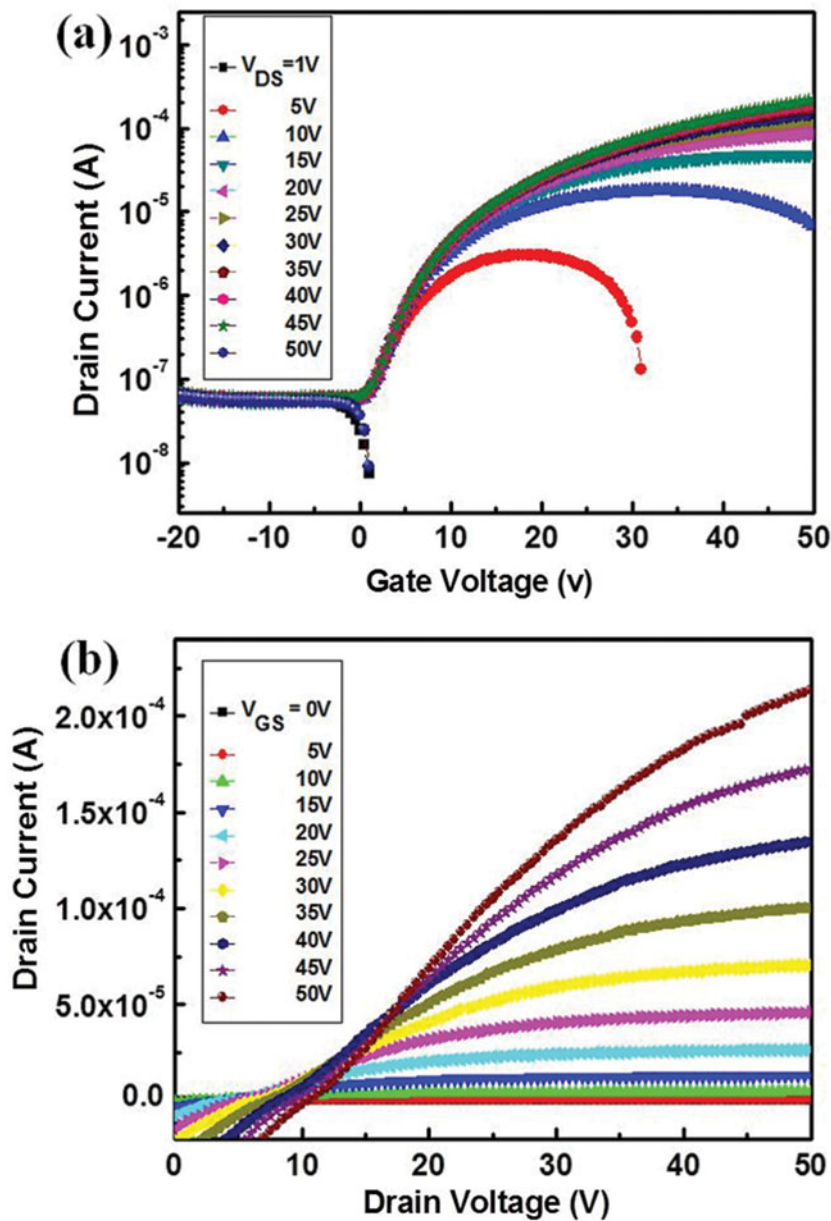 (a)
10⁻³
10⁻⁴
10⁻⁵
10⁻⁶
10⁻⁷
10⁻⁸
Drain Current (A)
V_DS=1V
5V
10V
15V
20V
25V
30V
35V
40V
45V
50V
-20 -10 0 10 20 30 40 50
Gate Voltage (v)
(b)
2.0x10⁻⁴
1.5x10⁻⁴
1.0x10⁻⁴
5.0x10⁻⁵
0.0
Drain Current (A)
V_GS = 0V
5V
10V
15V
20V
25V
30V
35V
40V
45V
50V
0 10 20 30 40 50
Drain Voltage (V)